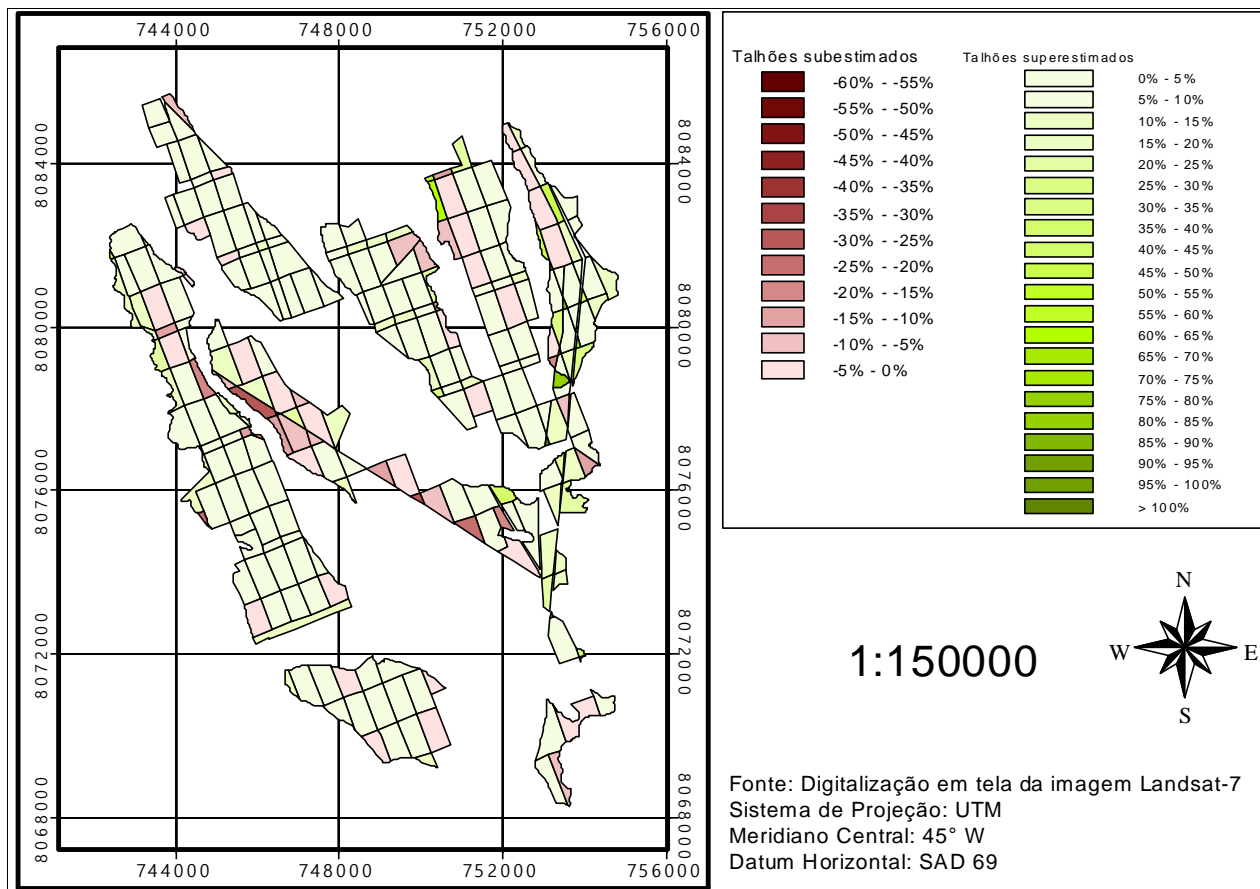 744000 748000 752000 756000
8084000 8084000
8080000 8080000
8076000 8076000
8072000 8072000
8068000 8068000
744000 748000 752000 756000
Talhões subestimados
-60% - -55%
-55% - -50%
-50% - -45%
-45% - -40%
-40% - -35%
-35% - -30%
-30% - -25%
-25% - -20%
-20% - -15%
-15% - -10%
-10% - -5%
-5% - 0%
Talhões superestimados
0% - 5%
5% - 10%
10% - 15%
15% - 20%
20% - 25%
25% - 30%
30% - 35%
35% - 40%
40% - 45%
45% - 50%
50% - 55%
55% - 60%
60% - 65%
65% - 70%
70% - 75%
75% - 80%
80% - 85%
85% - 90%
90% - 95%
95% - 100%
> 100%
1:150000
N
W E
S
Fonte: Digitalização em tela da imagem Landsat-7
Sistema de Projeção: UTM
Meridiano Central: 45° W
Datum Horizontal: SAD 69